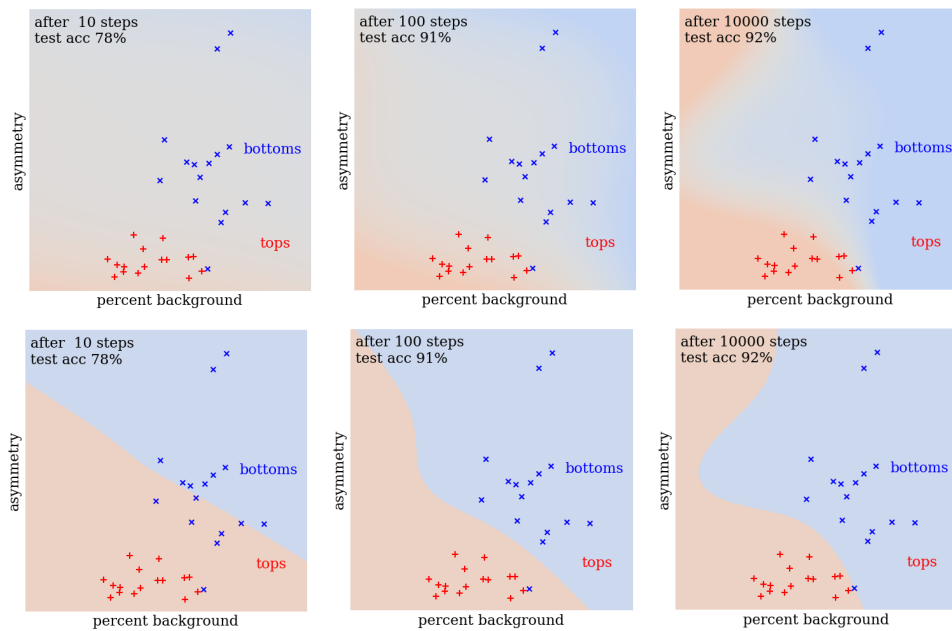 after  10 steps
test acc 78%
asymmetry
bottoms
tops
percent background
after 100 steps
test acc 91%
asymmetry
bottoms
tops
percent background
after 10000 steps
test acc 92%
asymmetry
bottoms
tops
percent background
after  10 steps
test acc 78%
asymmetry
bottoms
tops
percent background
after 100 steps
test acc 91%
asymmetry
bottoms
tops
percent background
after 10000 steps
test acc 92%
asymmetry
bottoms
tops
percent background